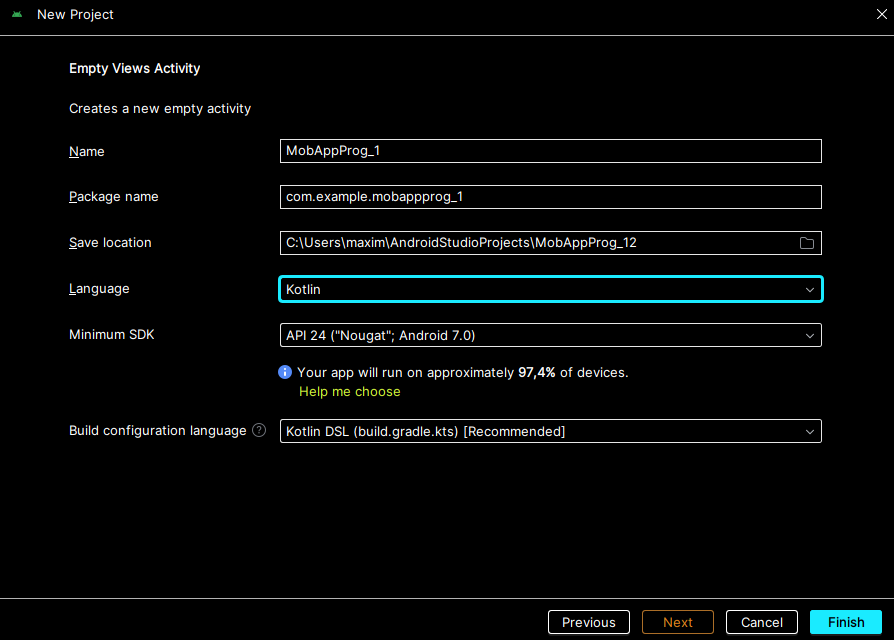 New Project
Empty Views Activity
Creates a new empty activity
Name MobAppProg_1
Package name com.example.mobappprog_1
Save location C:\Users\maxim\AndroidStudioProjects\MobAppProg_12
Language Kotlin
Minimum SDK API 24 ("Nougat"; Android 7.0)
Your app will run on approximately 97,4% of devices.
Help me choose
Build configuration language ? Kotlin DSL (build.gradle.kts) [Recommended]
Previous Next Cancel Finish